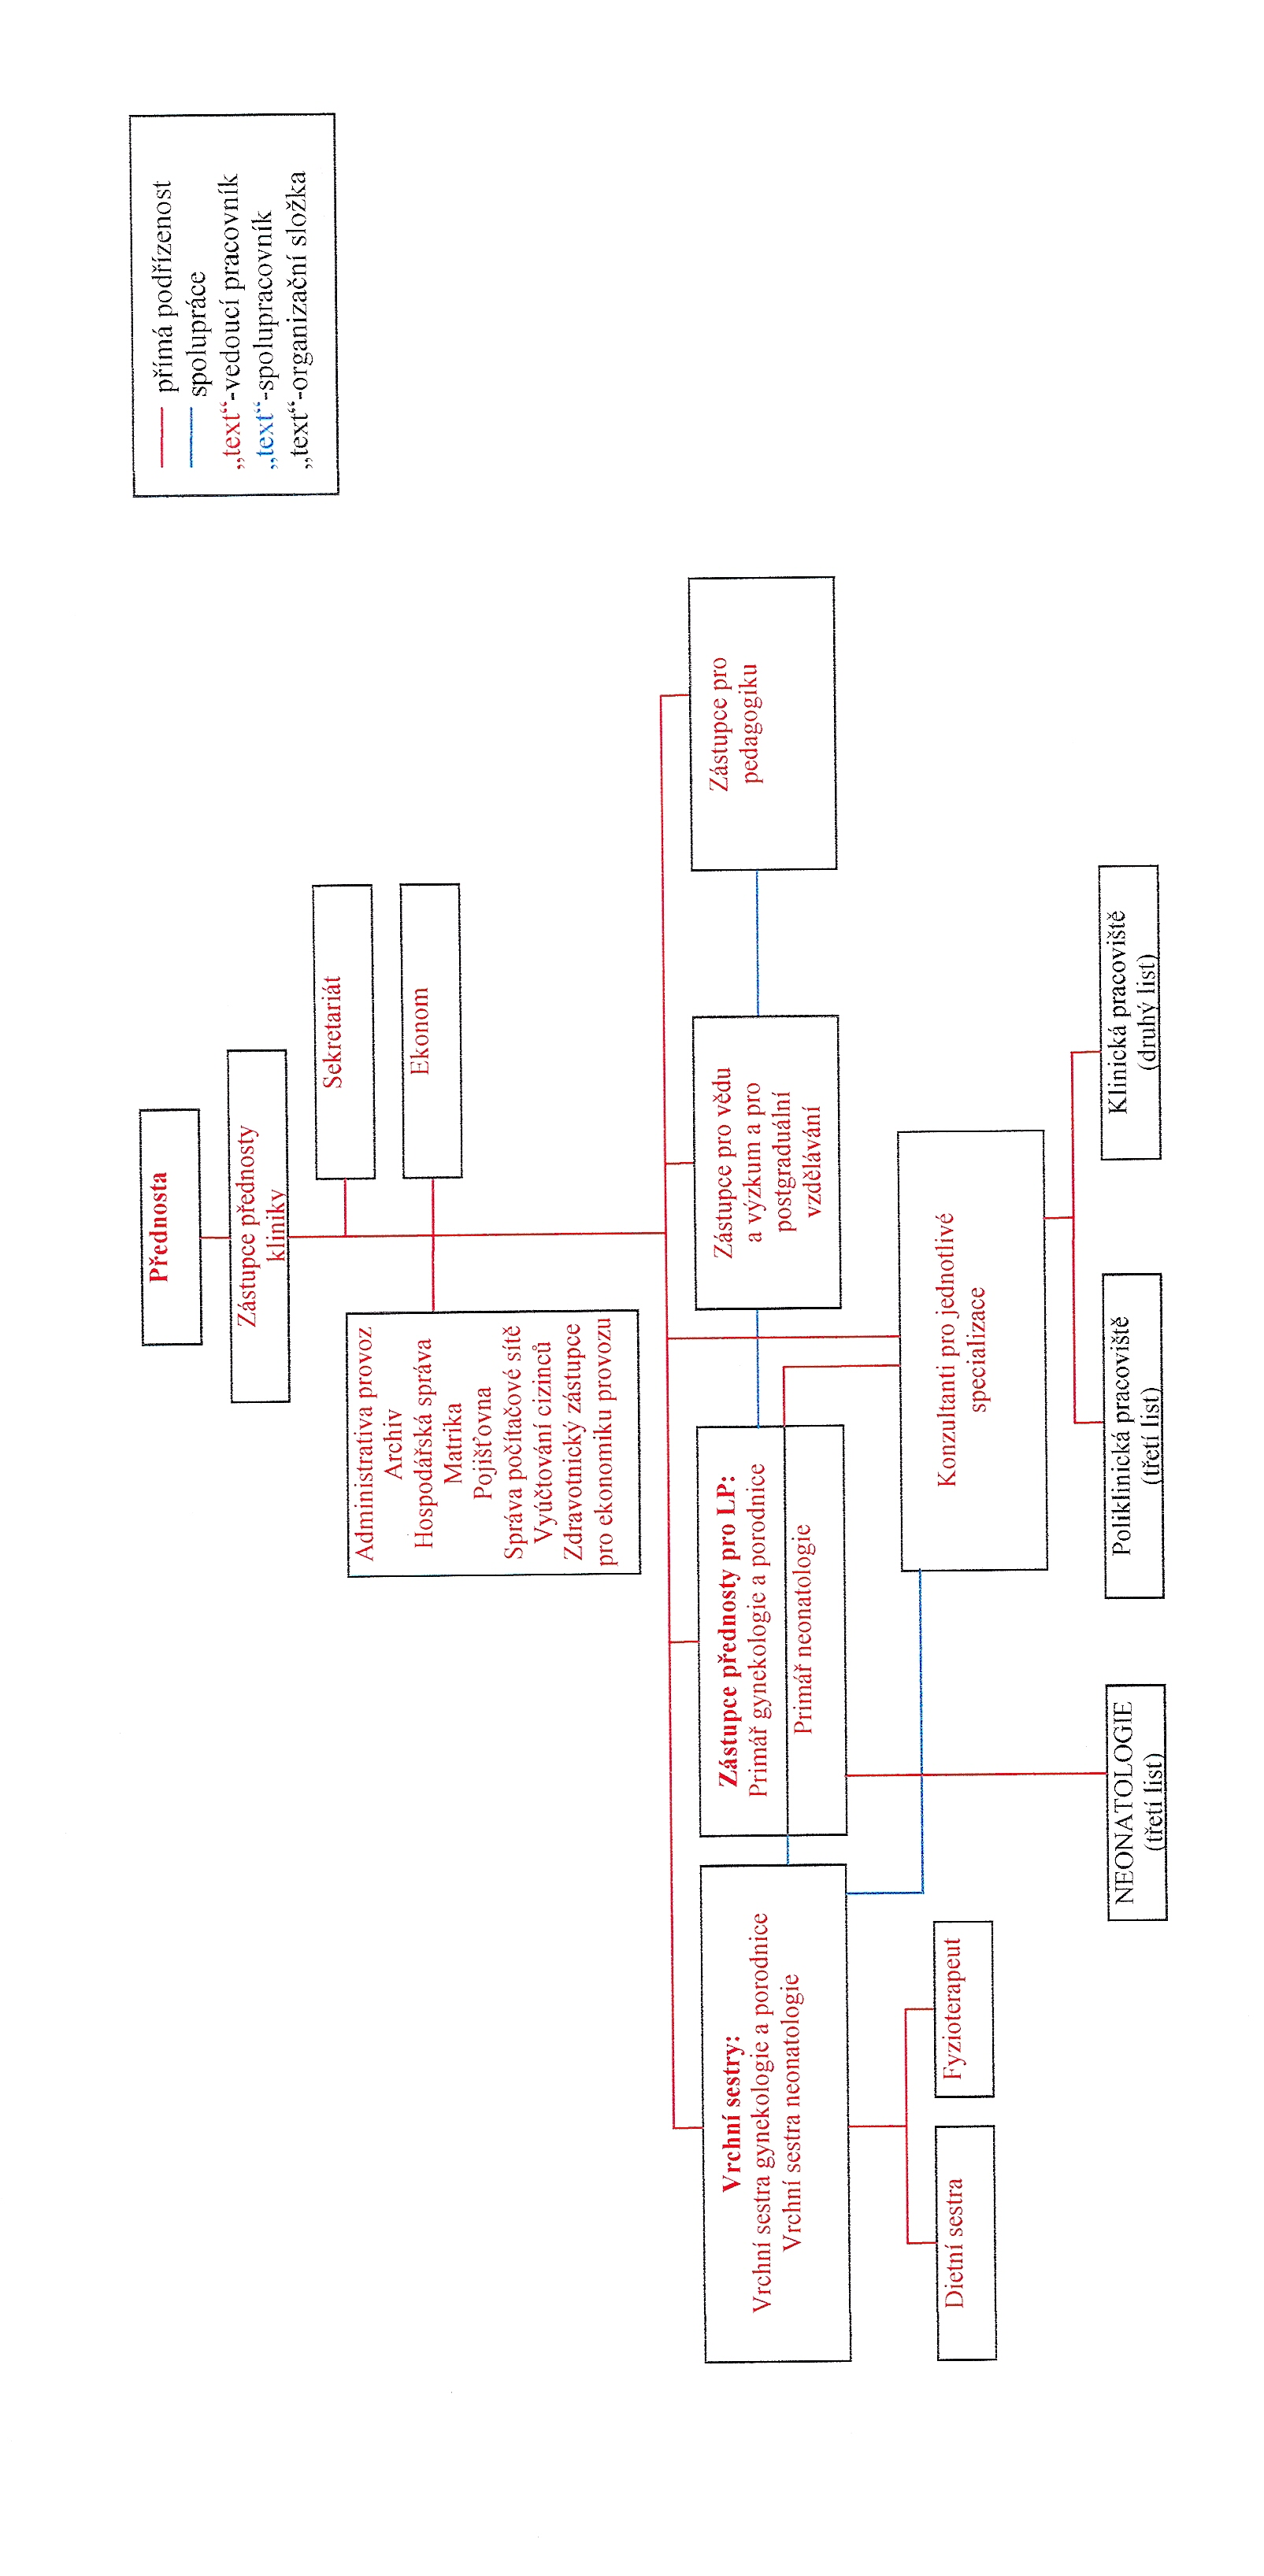 přímá podřízenost
spolupráce
„text“-vedoucí pracovník
„text“-spolupracovník
„text“-organizační složka
Přednosta
Zástupce přednosty
kliniky
Sekretariát
Ekonom
Administrativa provoz
Archiv
Hospodářská správa
Matrika
Pojišťovna
Správa počítačové sítě
Vyúčtování cizinců
Zdravotnický zástupce
pro ekonomiku provozu
Vrchní sestry:
Vrchní sestra gynekologie a porodnice
Vrchní sestra neonatologie
Zástupce přednosty pro LP:
Primář gynekologie a porodnice
Primář neonatologie
Zástupce pro vědu
a výzkum a pro
postgraduální
vzdělávání
Zástupce pro
pedagogiku
Dietní sestra
Fyzioterapeut
Konzultanti pro jednotlivé
specializace
NEONATOLOGIE
(třetí list)
Poliklinická pracoviště
(třetí list)
Klinická pracoviště
(druhý list)